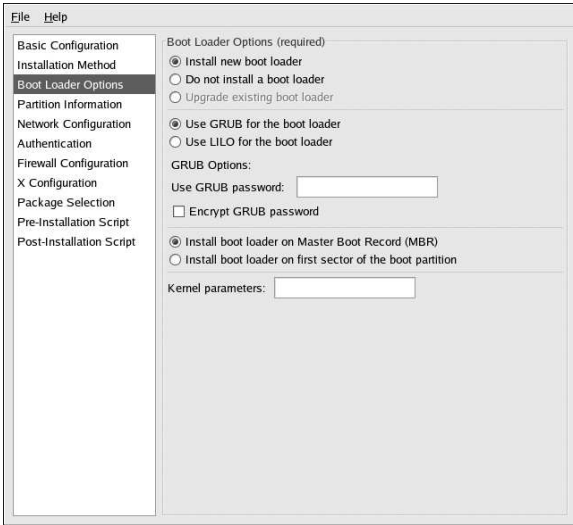 File Help
Basic Configuration
Installation Method
Boot Loader Options
Partition Information
Network Configuration
Authentication
Firewall Configuration
X Configuration
Package Selection
Pre-Installation Script
Post-Installation Script
Boot Loader Options (required)
Install new boot loader
Do not install a boot loader
Upgrade existing boot loader
Use GRUB for the boot loader
Use LILO for the boot loader
GRUB Options:
Use GRUB password:
Encrypt GRUB password
Install boot loader on Master Boot Record (MBR)
Install boot loader on first sector of the boot partition
Kernel parameters: